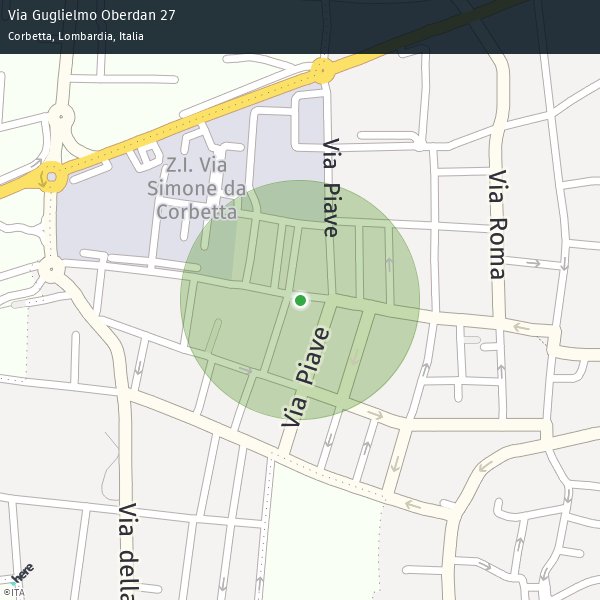 Via Guglielmo Oberdan 27
Corbetta, Lombardia, Italia
Via Piave
Z.I. Via
Simone da
Corbetta
Via Roma
Via Piave
Via della
here
©ITA